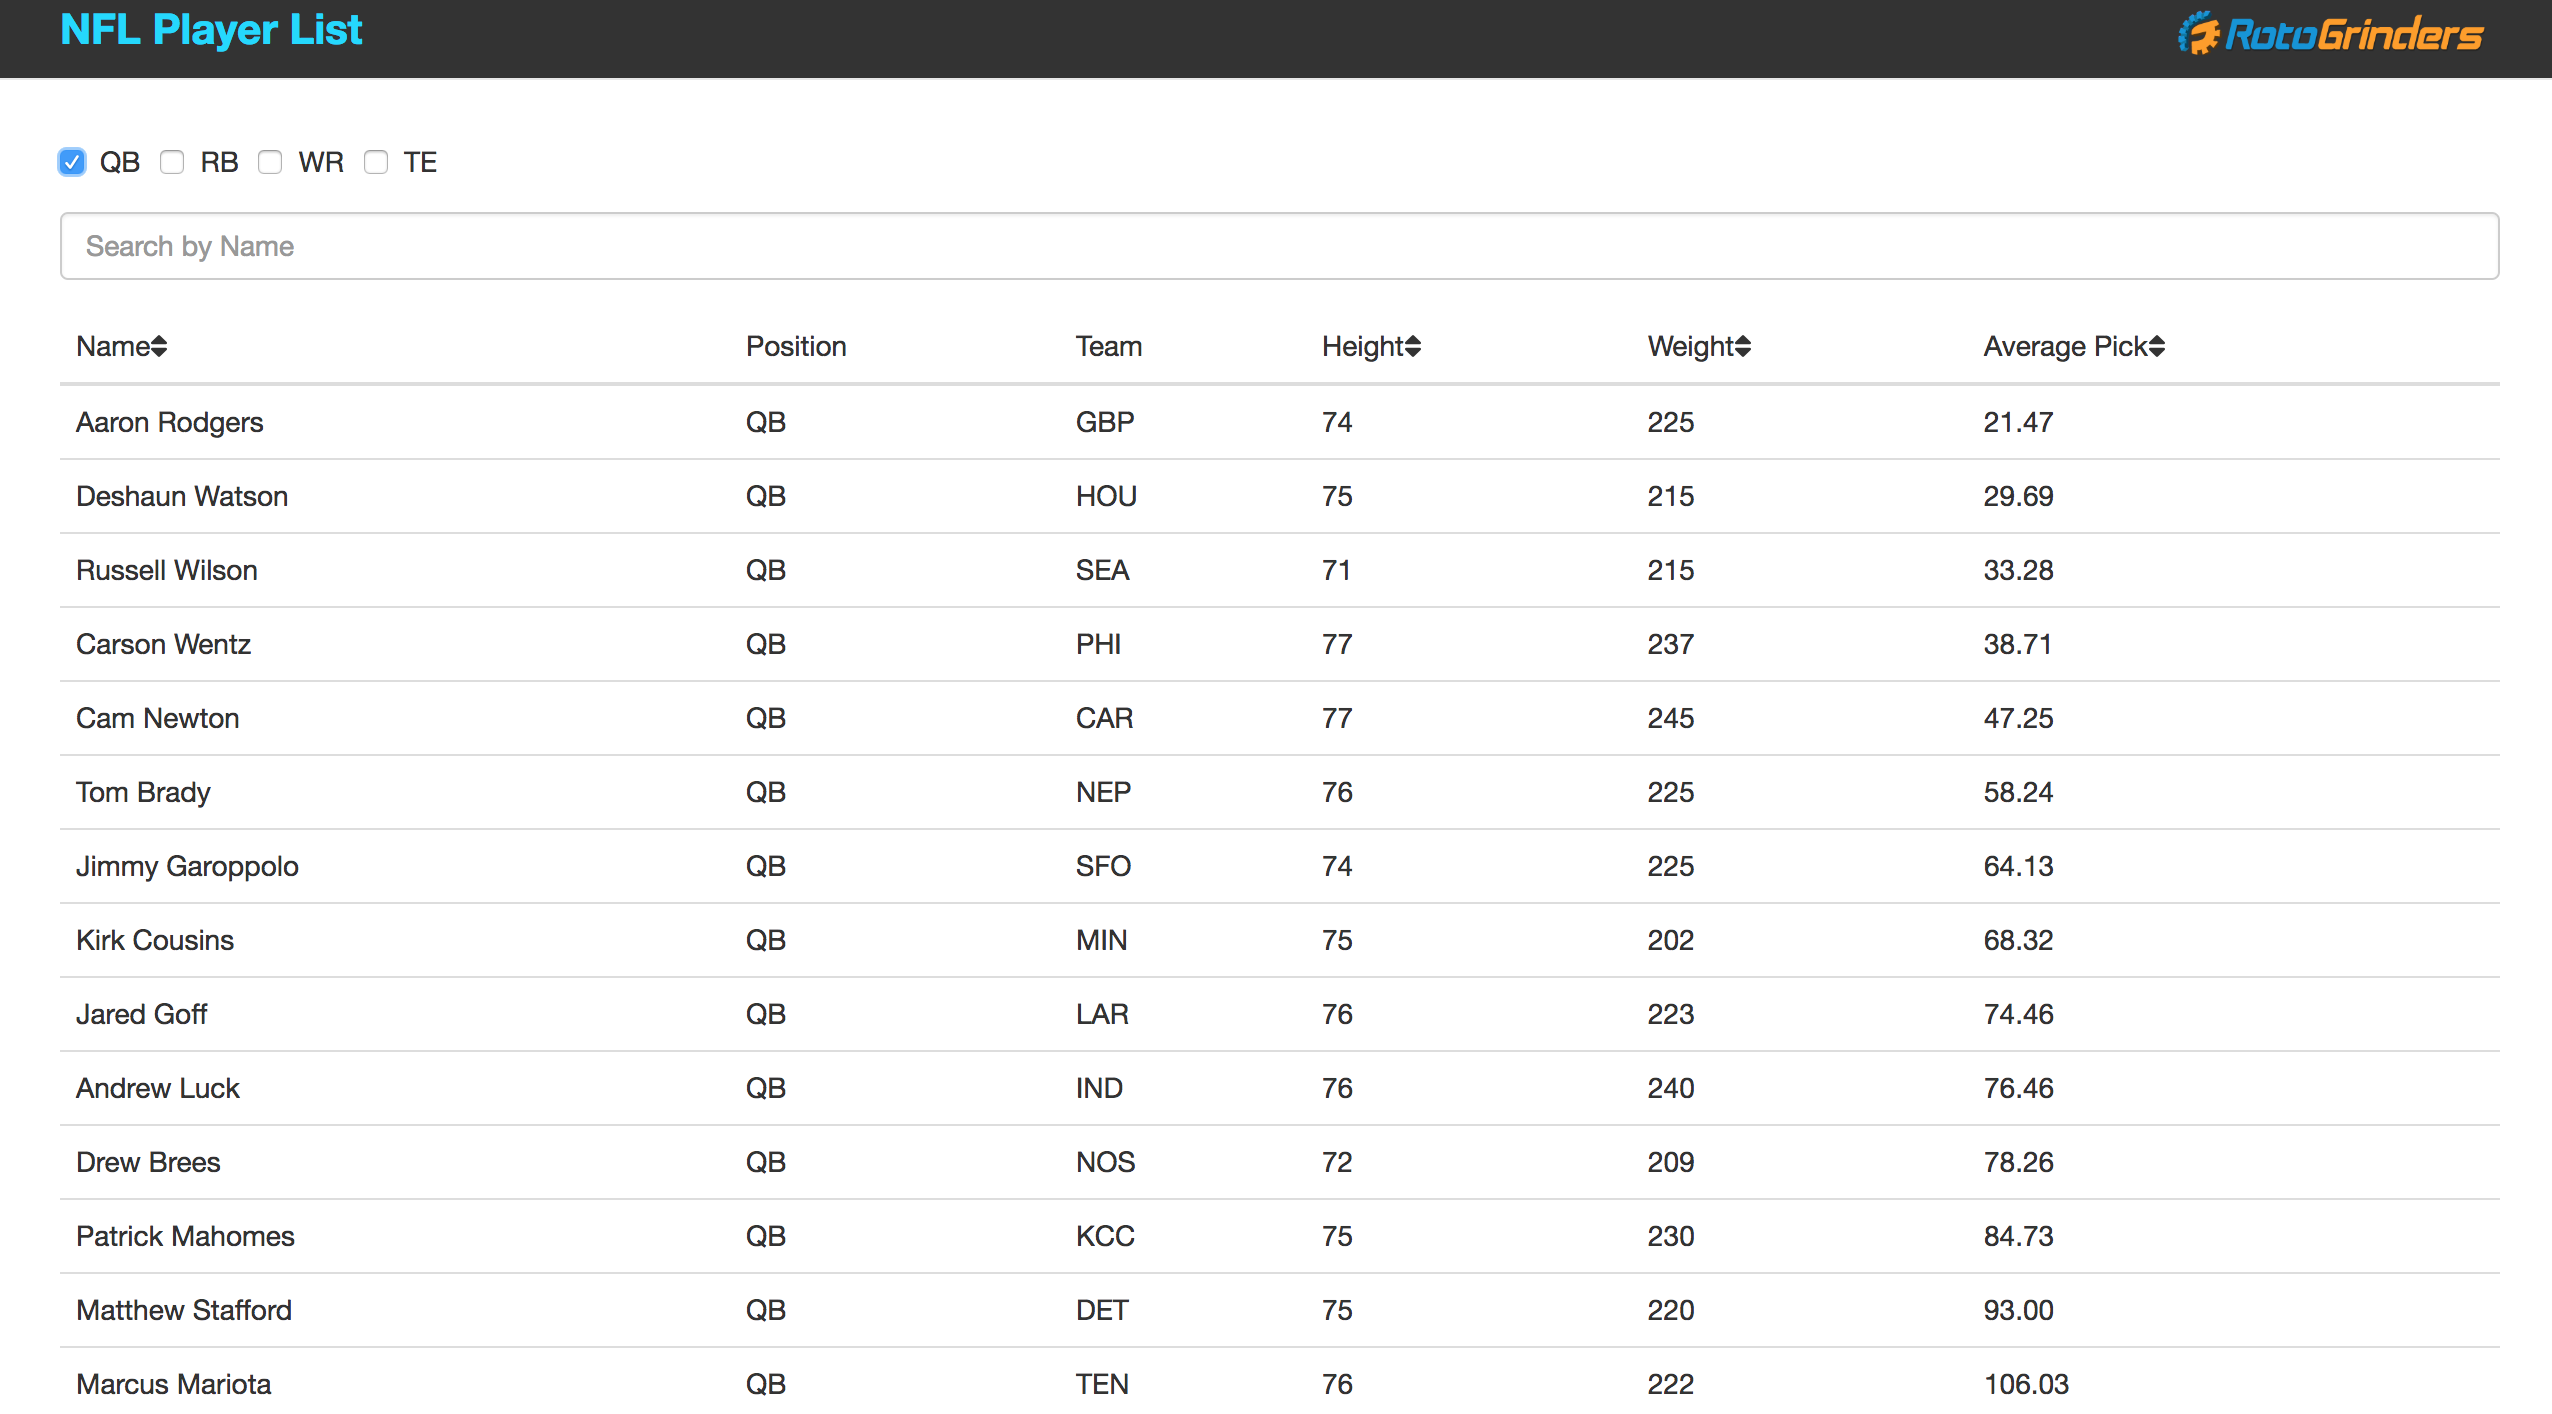 NFL Player List RotoGrinders
QB RB WR TE
Search by Name
Name Position Team Height Weight Average Pick
Aaron Rodgers QB GBP 74 225 21.47
Deshaun Watson QB HOU 75 215 29.69
Russell Wilson QB SEA 71 215 33.28
Carson Wentz QB PHI 77 237 38.71
Cam Newton QB CAR 77 245 47.25
Tom Brady QB NEP 76 225 58.24
Jimmy Garoppolo QB SFO 74 225 64.13
Kirk Cousins QB MIN 75 202 68.32
Jared Goff QB LAR 76 223 74.46
Andrew Luck QB IND 76 240 76.46
Drew Brees QB NOS 72 209 78.26
Patrick Mahomes QB KCC 75 230 84.73
Matthew Stafford QB DET 75 220 93.00
Marcus Mariota QB TEN 76 222 106.03